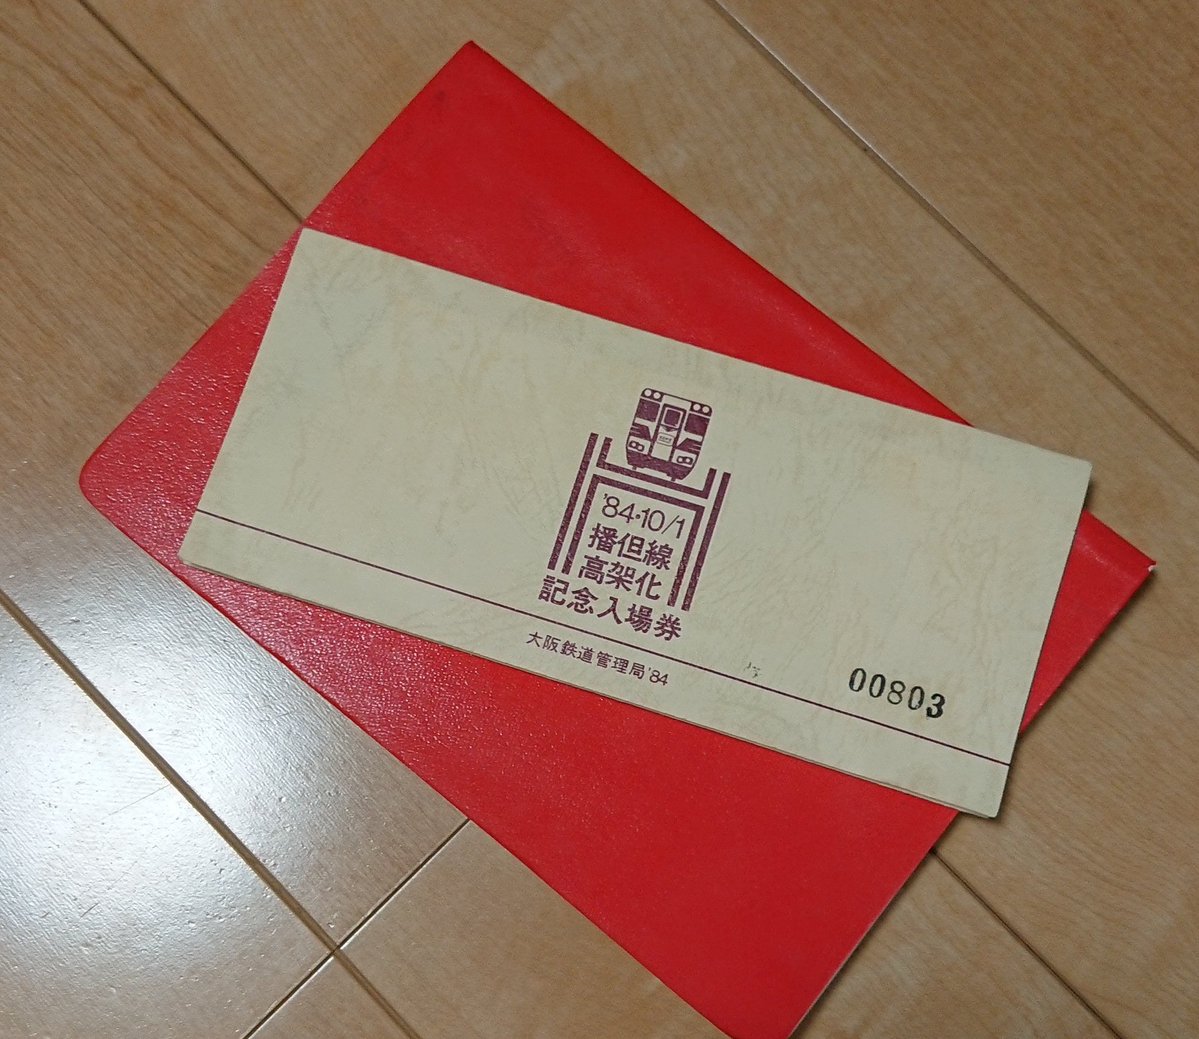 '84・10/1
播但線
高架化
記念入場券
大阪鉄道管理局'84
00803